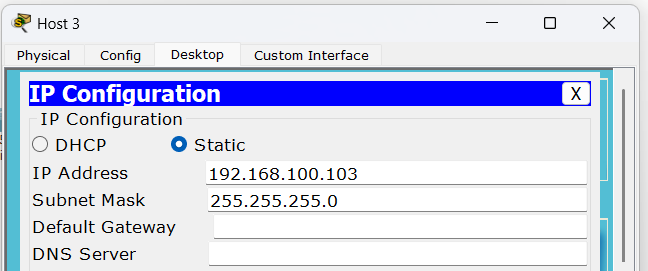 Host 3
Physical Config Desktop Custom Interface
IP Configuration X
IP Configuration
DHCP Static
IP Address 192.168.100.103
Subnet Mask 255.255.255.0
Default Gateway
DNS Server